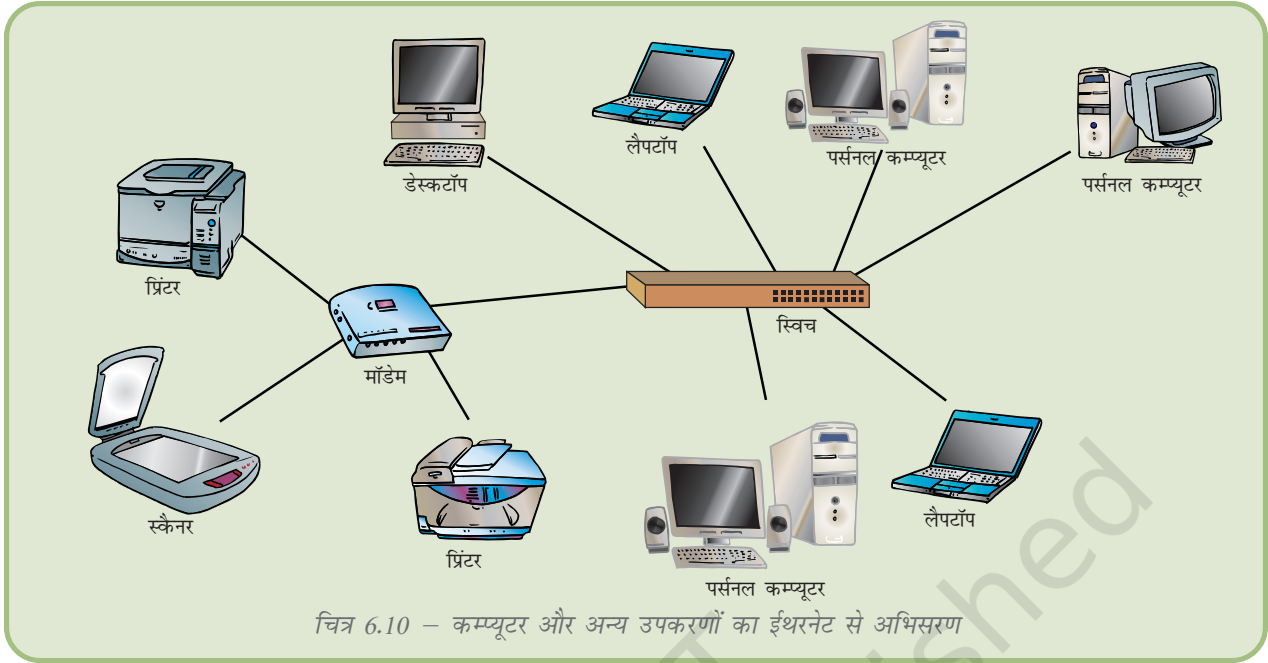 डेस्कटॉप
लैपटॉप
पर्सनल कम्प्यूटर
पर्सनल कम्प्यूटर
प्रिंटर
स्विच
मॉडेम
स्कैनर
प्रिंटर
पर्सनल कम्प्यूटर
लैपटॉप
चित्र 6.10 – कम्प्यूटर और अन्य उपकरणों का ईथरनेट से अभिसरण